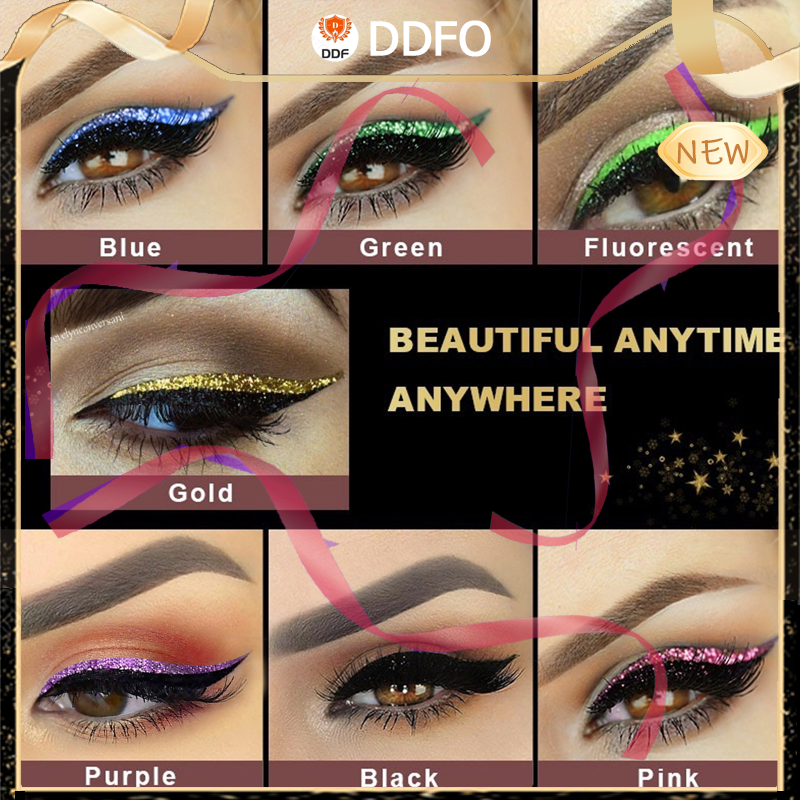 DDF
DDFO
NEW
Blue
Green
Fluorescent
BEAUTIFUL ANYTIME
ANYWHERE
Gold
Purple
Black
Pink